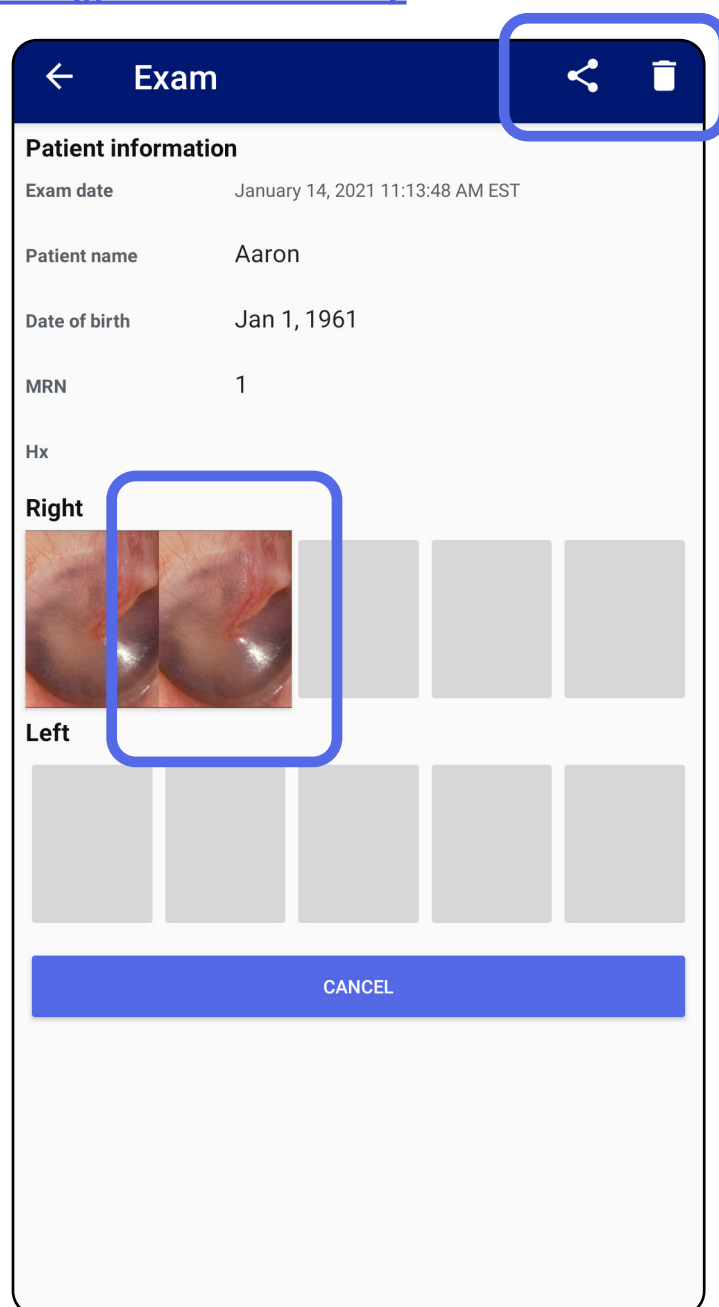 Exam
Patient information
Exam date January 14, 2021 11:13:48 AM EST
Patient name Aaron
Date of birth Jan 1, 1961
MRN 1
Hx
Right
Left
CANCEL